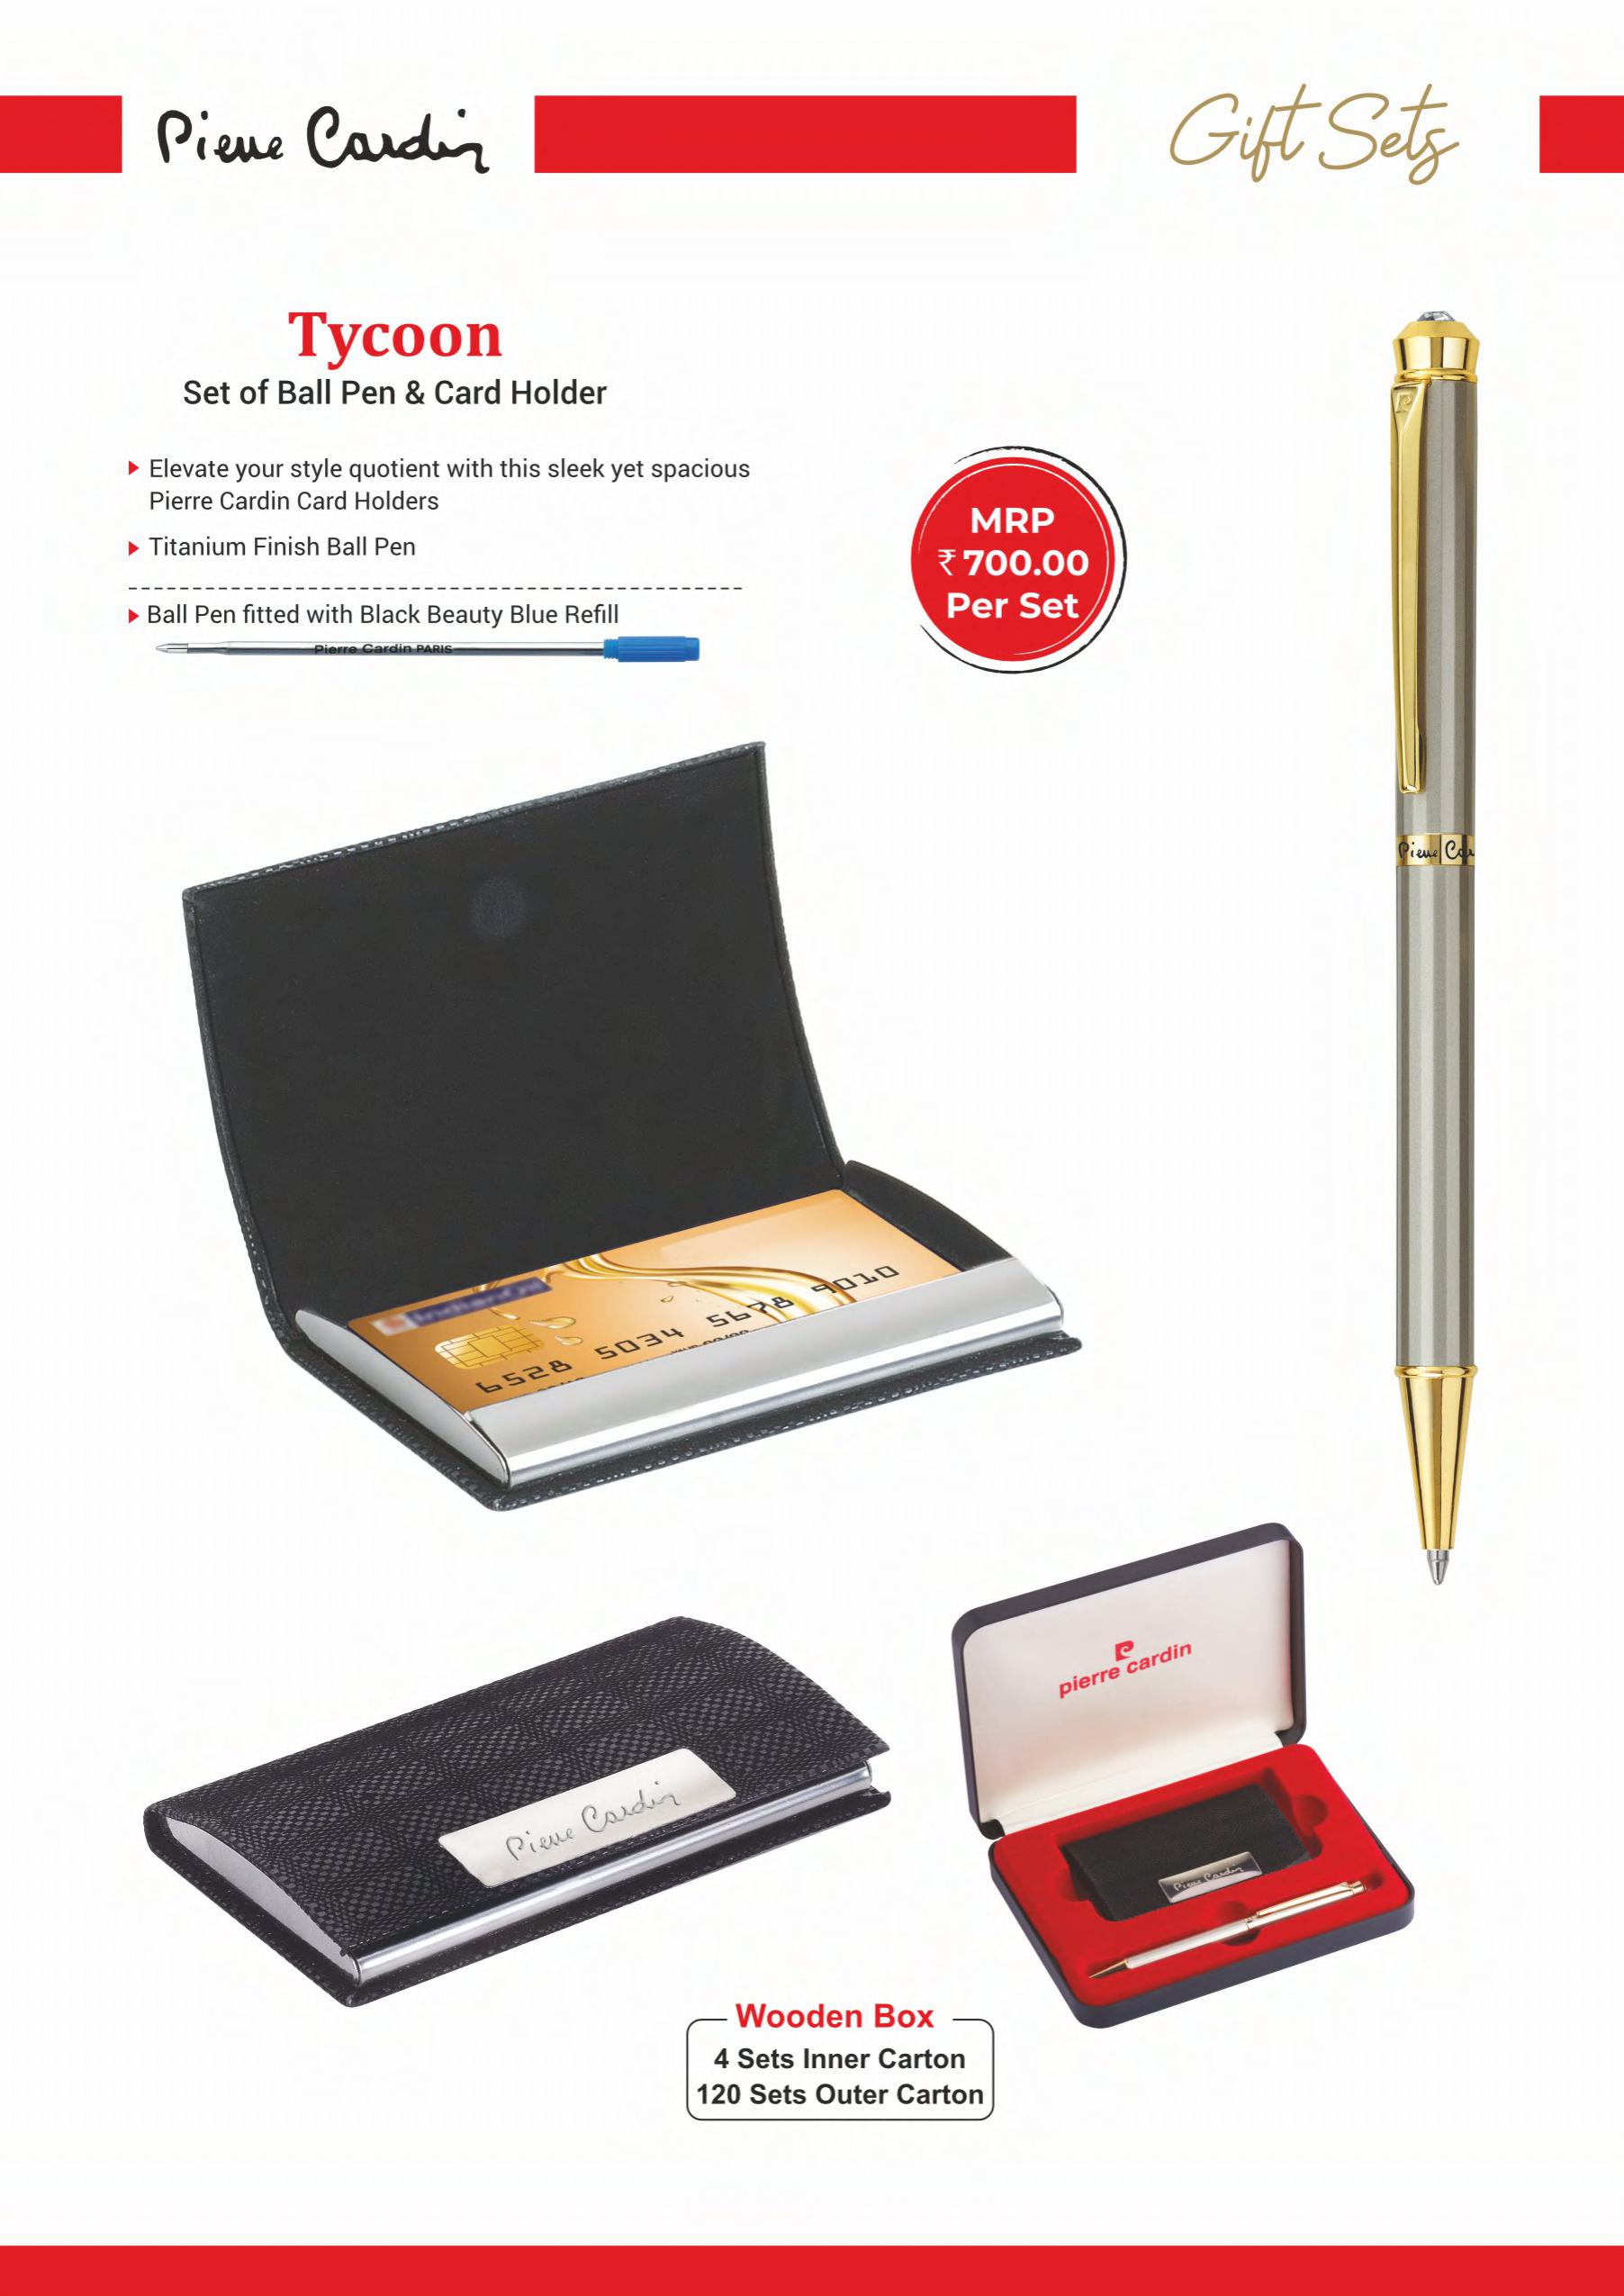 Pierre Cardin
Gift Sets
Tycoon
Set of Ball Pen & Card Holder
Elevate your style quotient with this sleek yet spacious
Pierre Cardin Card Holders
Titanium Finish Ball Pen
Ball Pen fitted with Black Beauty Blue Refill
Pierre Cardin PARIS
MRP
₹ 700.00
Per Set
Pierre Car
IndianOil
6528 5034 5678 9010
pierre cardin
Pierre Cardin
Pierre Cardin
Wooden Box
4 Sets Inner Carton
120 Sets Outer Carton